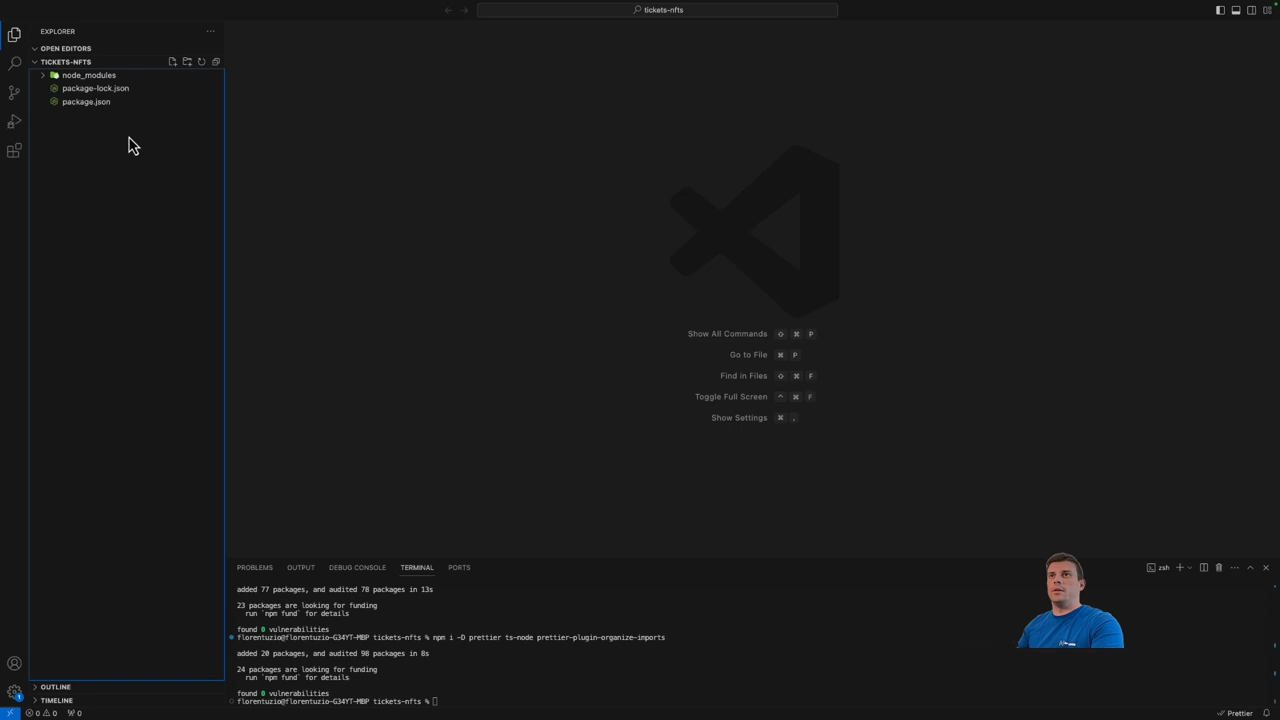 tickets-nfts
EXPLORER
OPEN EDITORS
TICKETS-NFTS
node_modules
package-lock.json
package.json
Show All Commands ⇧ ⌘ P
Go to File ⌘ P
Find in Files ⇧ ⌘ F
Toggle Full Screen ^ ⌘ F
Show Settings ⌘ ,
PROBLEMS OUTPUT DEBUG CONSOLE TERMINAL PORTS
zsh
added 77 packages, and audited 78 packages in 13s
23 packages are looking for funding
run `npm fund` for details
found 0 vulnerabilities
florentuzio@florentuzio-G34YT-MBP tickets-nfts % npm i -D prettier ts-node prettier-plugin-organize-imports
added 20 packages, and audited 98 packages in 8s
24 packages are looking for funding
run `npm fund` for details
found 0 vulnerabilities
florentuzio@florentuzio-G34YT-MBP tickets-nfts %
OUTLINE
TIMELINE
1
0 0 0
Prettier